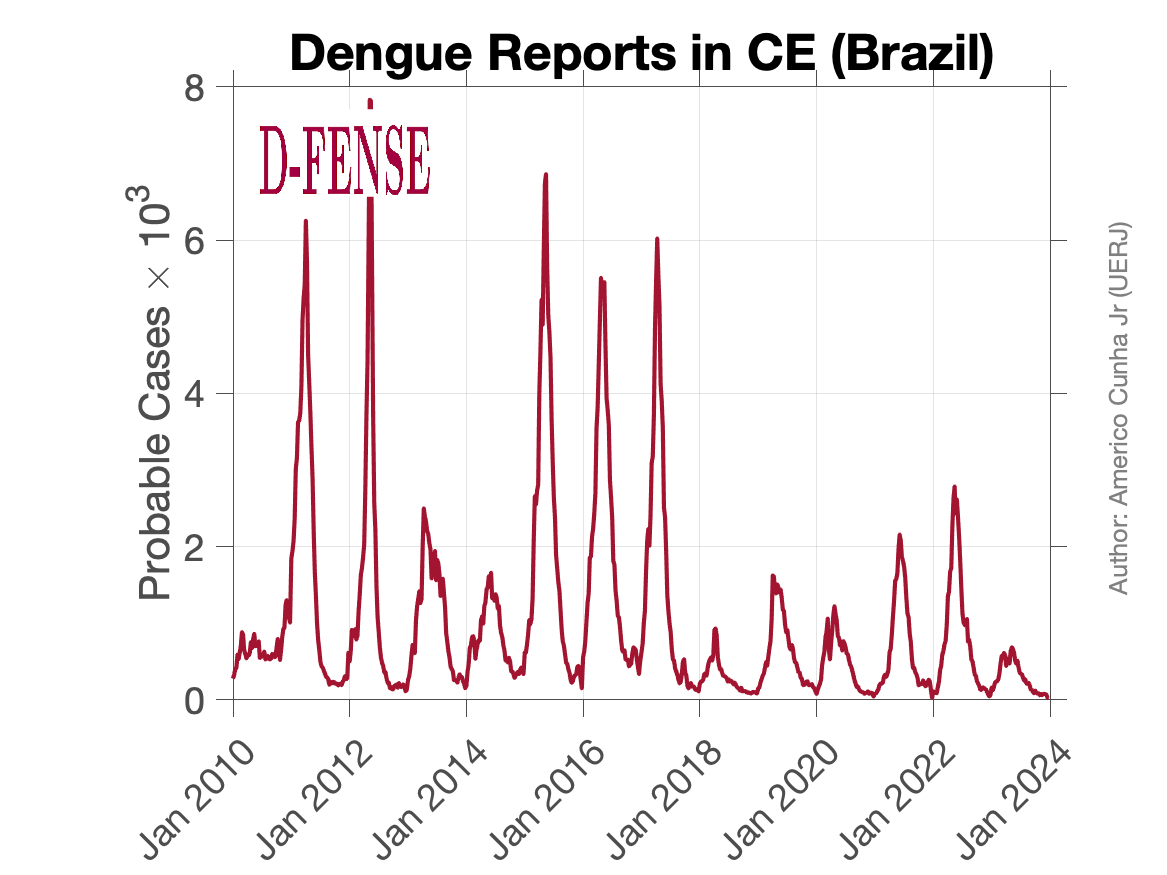 Dengue Reports in CE (Brazil)
D-FENSE
Probable Cases × 10³
8
6
4
2
0
Jan 2010
Jan 2012
Jan 2014
Jan 2016
Jan 2018
Jan 2020
Jan 2022
Jan 2024
Author: Americo Cunha Jr (UERJ)